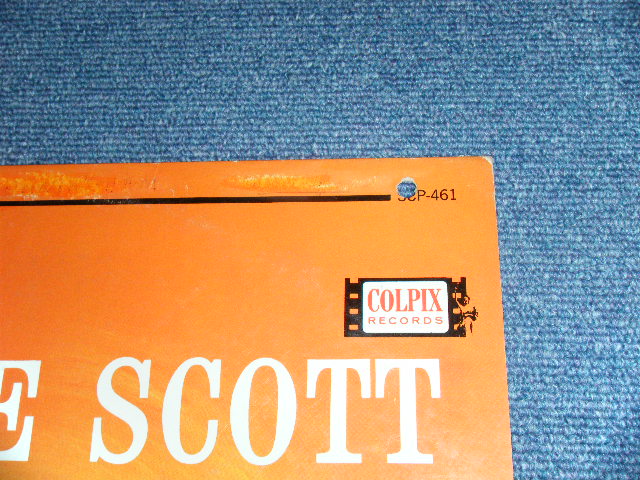 SCP-461
COLPIX
RECORDS
E SCOTT